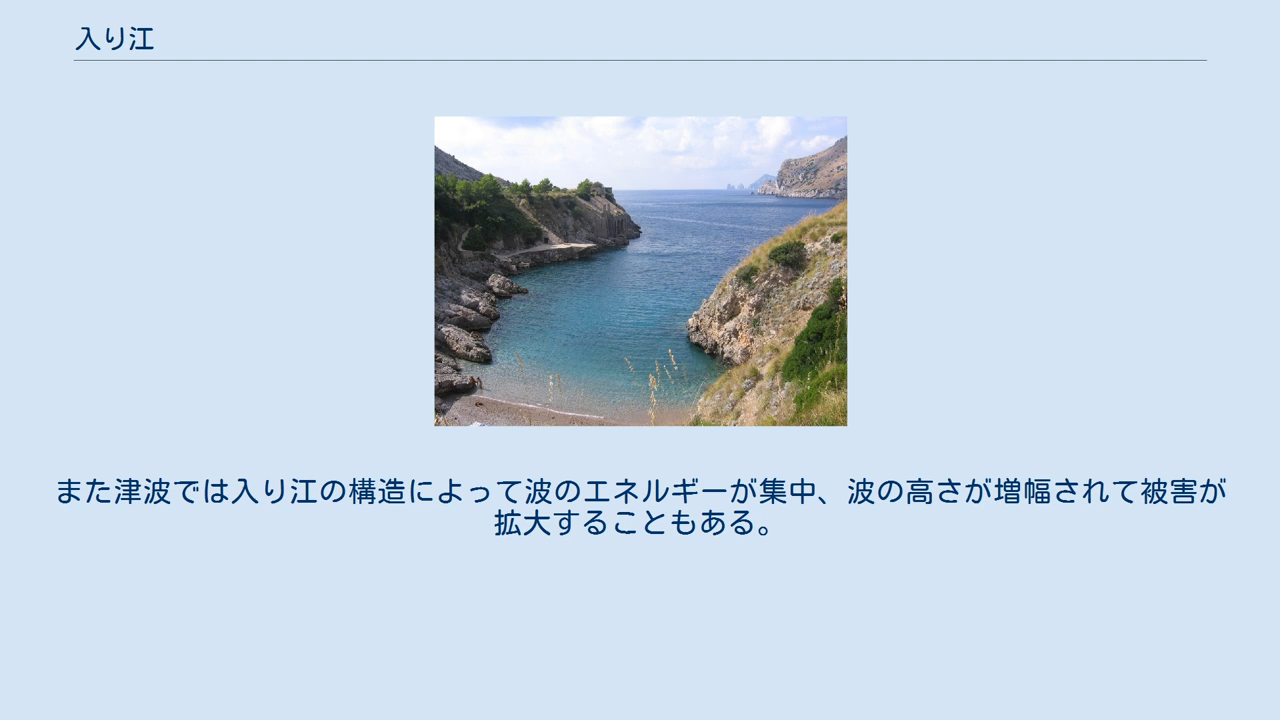 入り江
また津波では入り江の構造によって波のエネルギーが集中、波の高さが増幅されて被害が
拡大することもある。